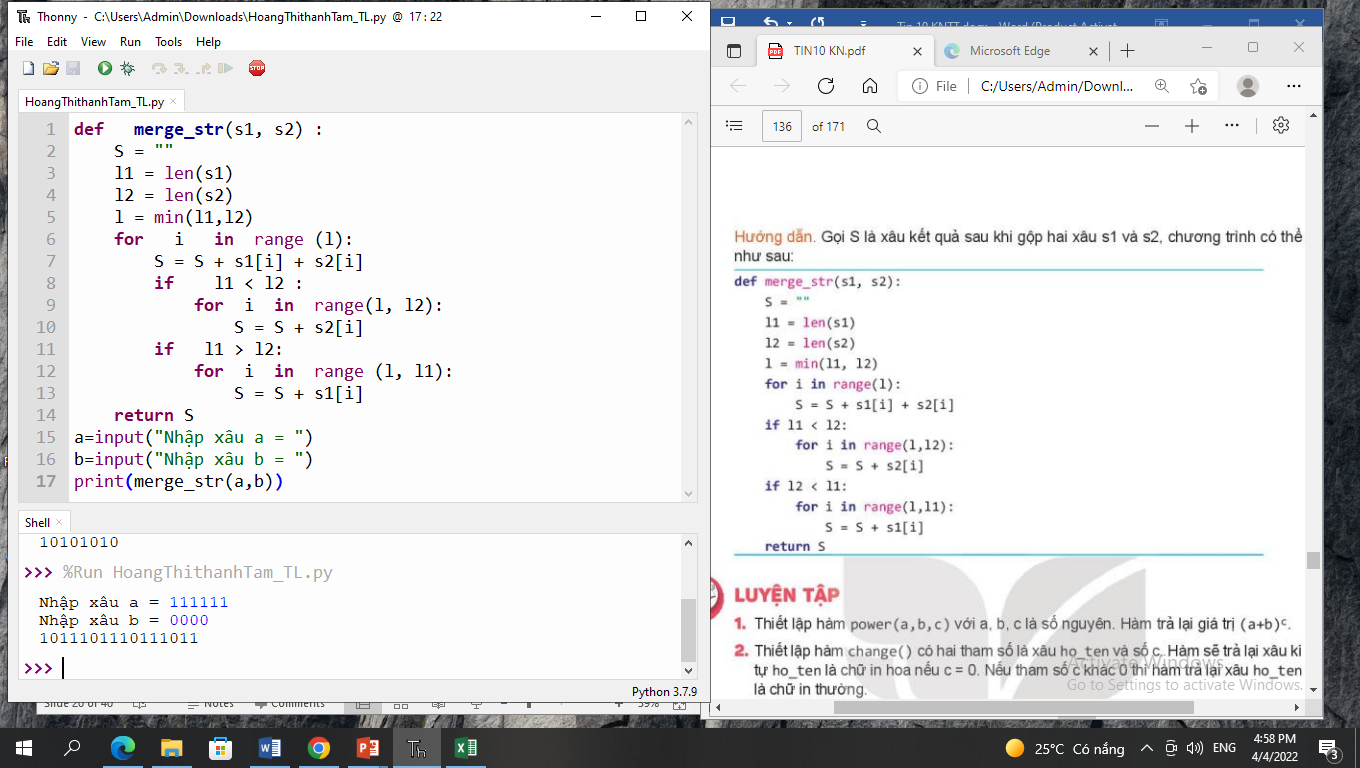 Thonny - C:\Users\Admin\Downloads\HoangThithanhTam_TL.py @ 17 : 22
File Edit View Run Tools Help
STOP
HoangThithanhTam_TL.py ×
1 def merge_str(s1, s2) :
2 S = ""
3 l1 = len(s1)
4 l2 = len(s2)
5 l = min(l1,l2)
6 for i in range (l):
7 S = S + s1[i] + s2[i]
8 if l1 < l2 :
9 for i in range(l, l2):
10 S = S + s2[i]
11 if l1 > l2:
12 for i in range (l, l1):
13 S = S + s1[i]
14 return S
15 a=input("Nhập xâu a = ")
16 b=input("Nhập xâu b = ")
17 print(merge_str(a,b))
Shell ×
10101010
>>> %Run HoangThithanhTam_TL.py
Nhập xâu a = 111111
Nhập xâu b = 0000
1011101110111011
>>>
Python 3.7.9
Slide 20 of 40 Notes Comments 59%
TIN10 KN.pdf
Microsoft Edge
File C:/Users/Admin/Downl...
136 of 171
Hướng dẫn. Gọi S là xâu kết quả sau khi gộp hai xâu s1 và s2, chương trình có thể
như sau:
def merge_str(s1, s2):
S = ""
l1 = len(s1)
l2 = len(s2)
l = min(l1, l2)
for i in range(l):
S = S + s1[i] + s2[i]
if l1 < l2:
for i in range(l,l2):
S = S + s2[i]
if l2 < l1:
for i in range(l,l1):
S = S + s1[i]
return S
LUYỆN TẬP
1. Thiết lập hàm power(a,b,c) với a, b, c là số nguyên. Hàm trả lại giá trị (a+b)ᶜ.
2. Thiết lập hàm change() có hai tham số là xâu ho_ten và số c. Hàm sẽ trả lại xâu kí
tự ho_ten là chữ in hoa nếu c = 0. Nếu tham số c khác 0 thì hàm trả lại xâu ho_ten
là chữ in thường.
Activate Windows
Go to Settings to activate Windows.
25°C Có nắng ENG 4:58 PM
4/4/2022
3